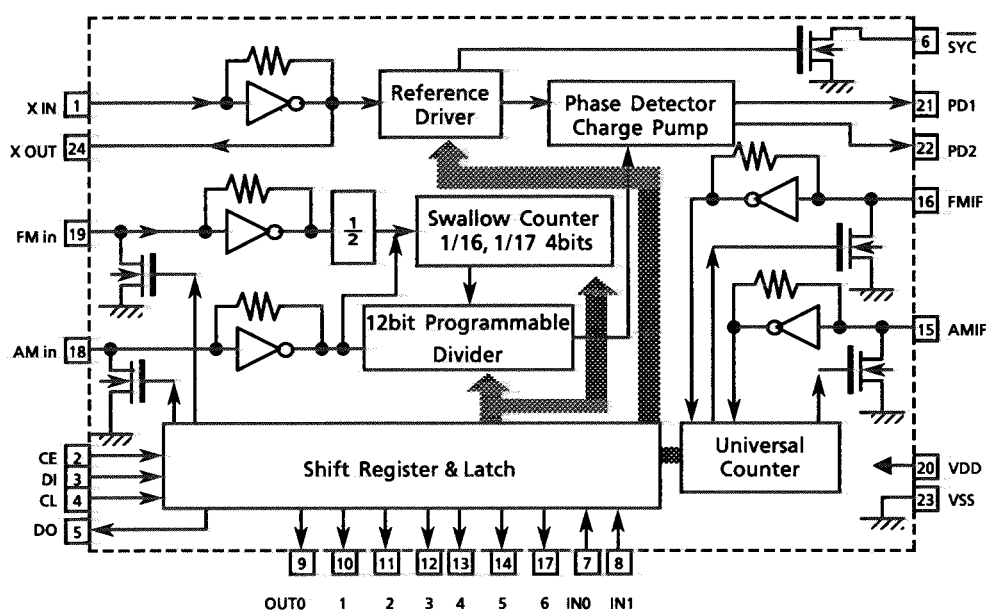 6 SYC
X IN 1
Reference
Driver
Phase Detector
Charge Pump
21 PD1
X OUT 24
22 PD2
16 FMIF
FM in 19
1
2
Swallow Counter
1/16, 1/17 4bits
12bit Programmable
Divider
15 AMIF
AM in 18
Shift Register & Latch
Universal
Counter
CE 2
DI 3
CL 4
DO 5
20 VDD
23 VSS
9 10 11 12 13 14 17 7 8
OUT0 1 2 3 4 5 6 IN0 IN1